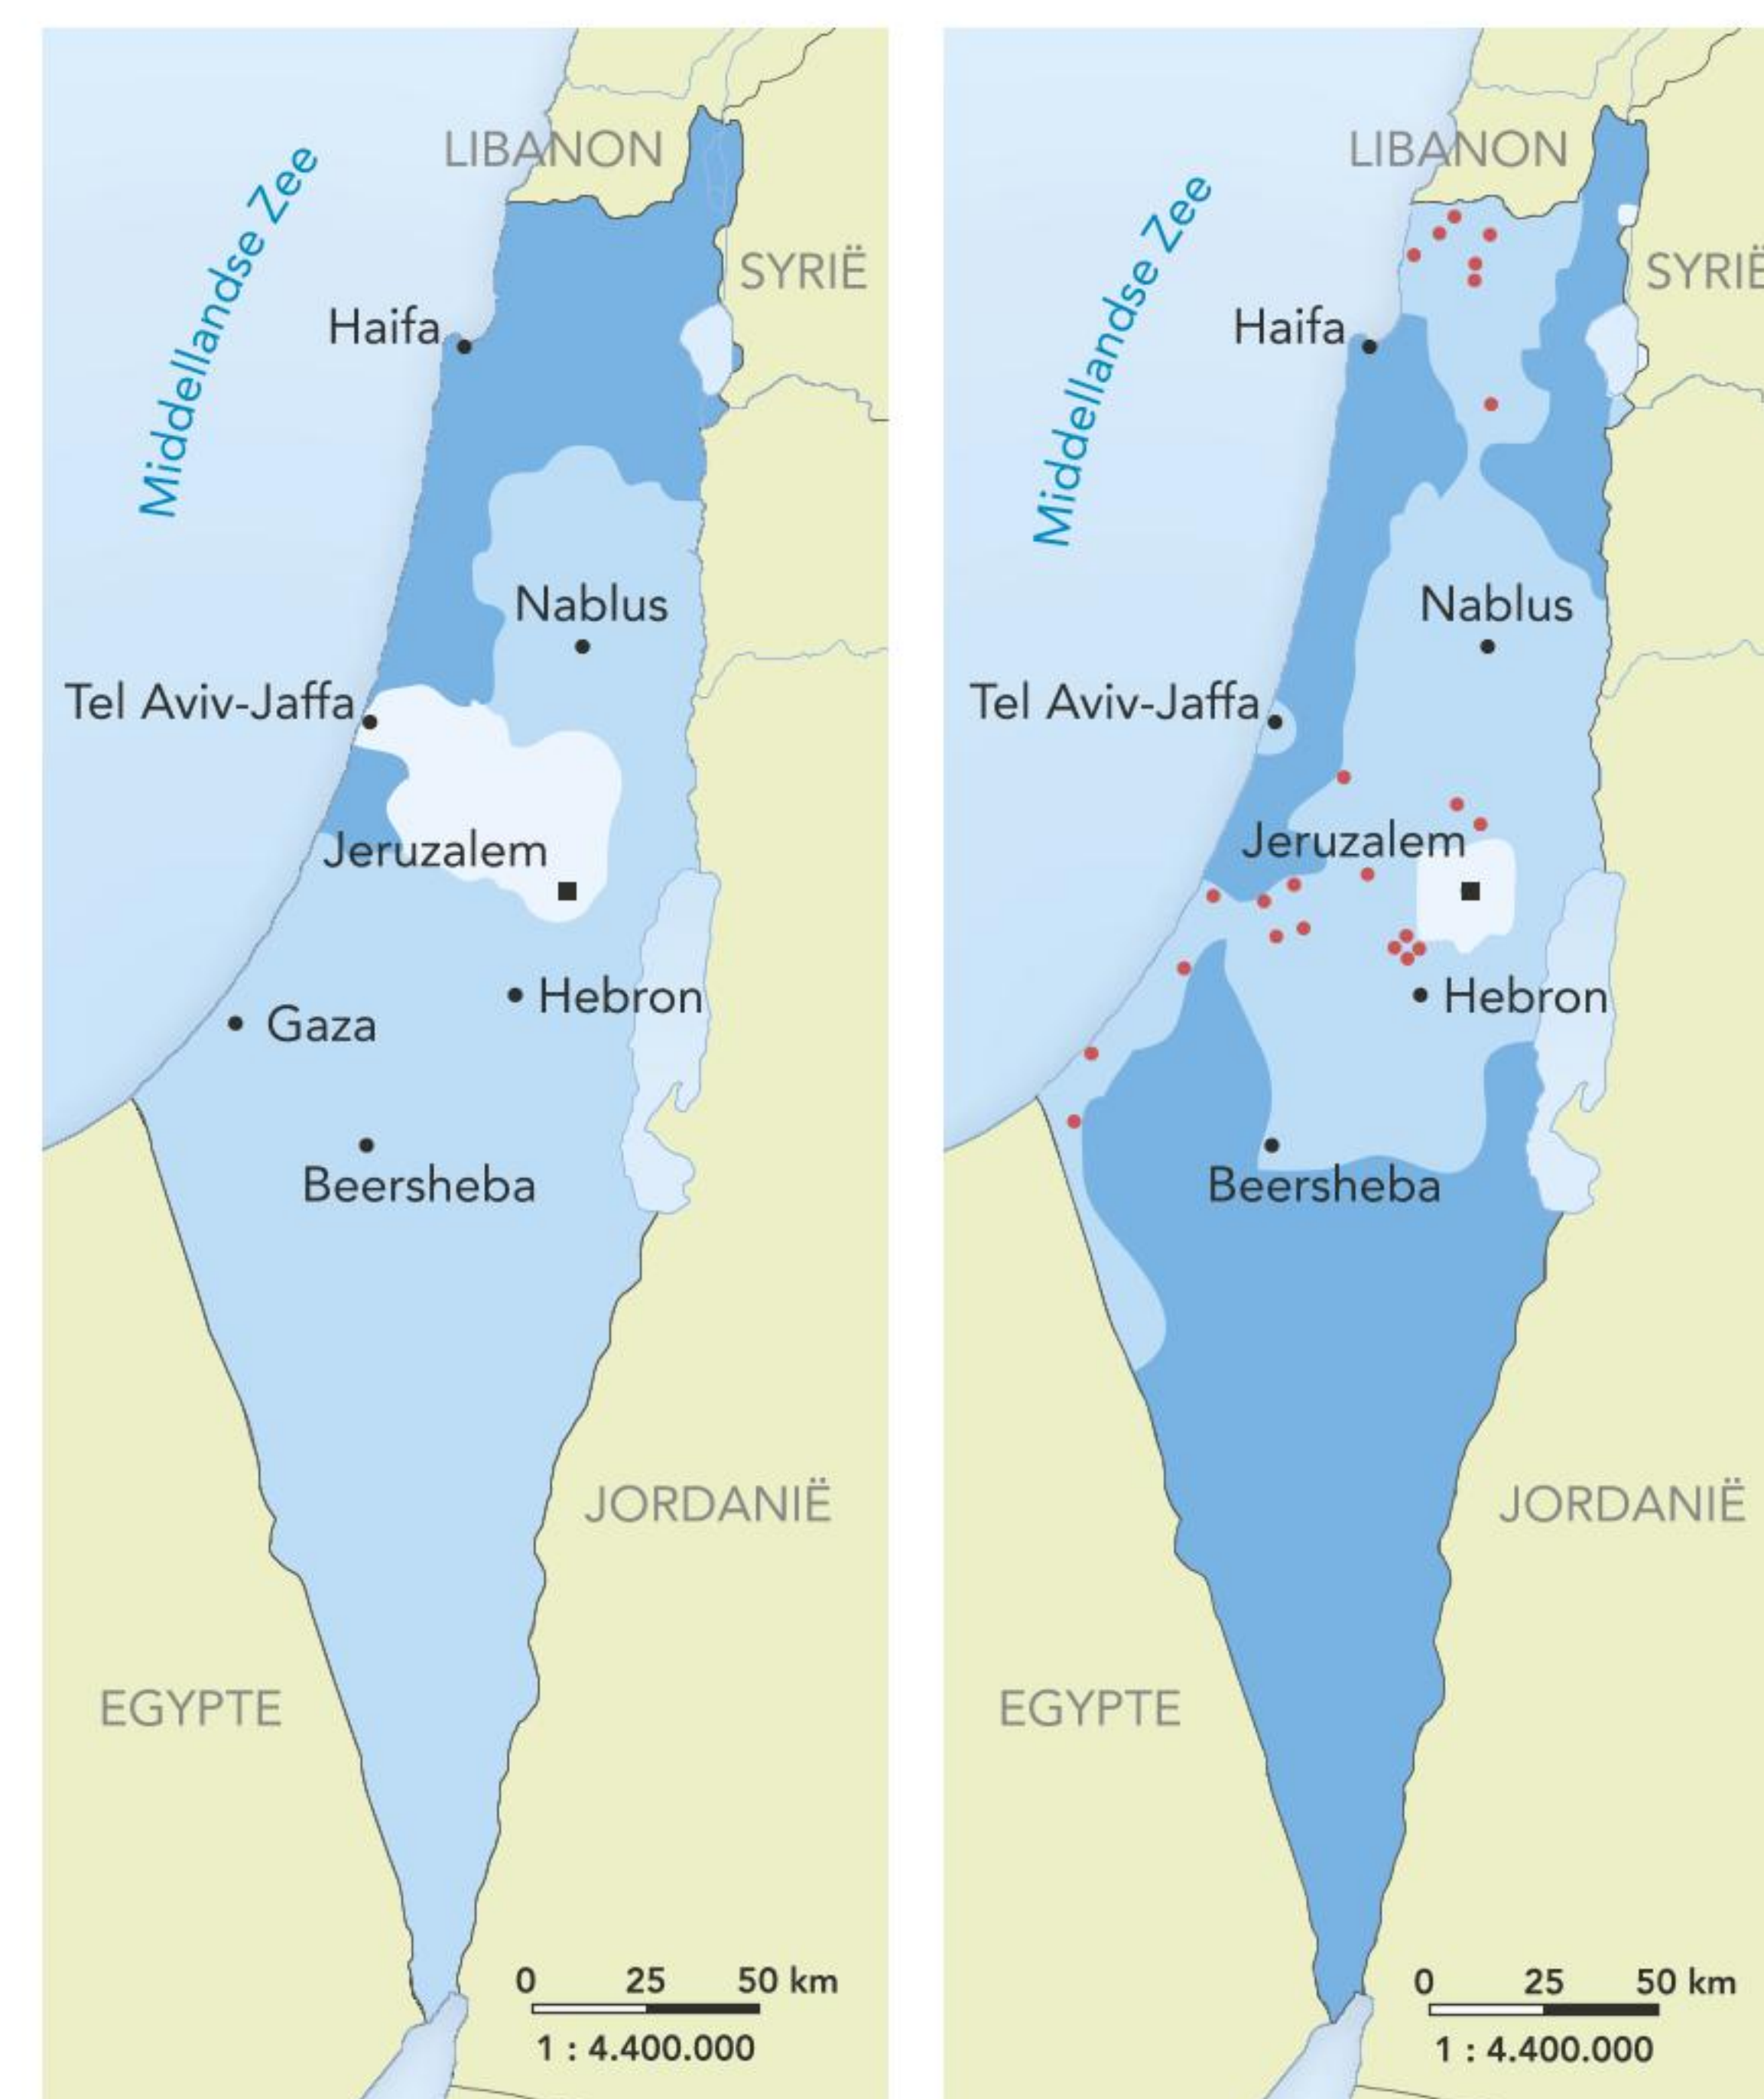 LIBANON
Middellandse Zee
SYRIË
Haifa
Nablus
Tel Aviv-Jaffa
Jeruzalem
Hebron
Gaza
Beersheba
JORDANIË
EGYPTE
0 25 50 km
1 : 4.400.000
LIBANON
Middellandse Zee
SYRIË
Haifa
Nablus
Tel Aviv-Jaffa
Jeruzalem
Hebron
Beersheba
JORDANIË
EGYPTE
0 25 50 km
1 : 4.400.000